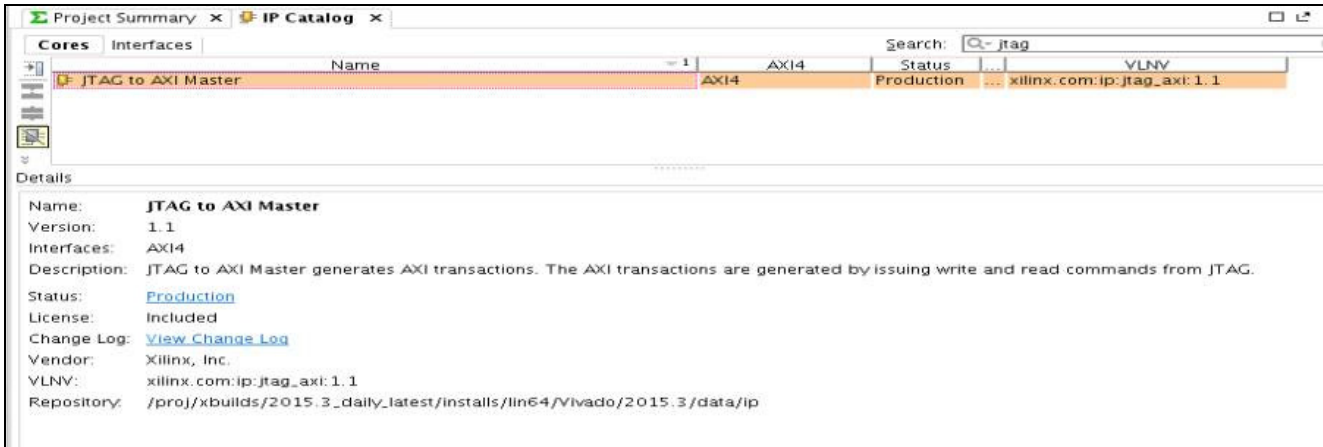 Project Summary × IP Catalog ×
Cores Interfaces Search: jtag
Name 1 AXI4 Status ... VLNV
JTAG to AXI Master AXI4 Production ... xilinx.com:ip:jtag_axi:1.1
Details
Name: JTAG to AXI Master
Version: 1.1
Interfaces: AXI4
Description: JTAG to AXI Master generates AXI transactions. The AXI transactions are generated by issuing write and read commands from JTAG.
Status: Production
License: Included
Change Log: View Change Log
Vendor: Xilinx, Inc.
VLNV: xilinx.com:ip:jtag_axi:1.1
Repository: /proj/xbuilds/2015.3_daily_latest/installs/lin64/Vivado/2015.3/data/ip